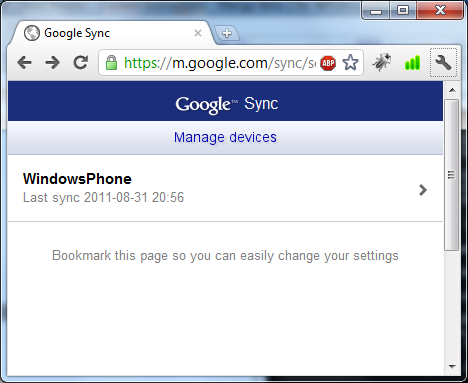 Google Sync
https://m.google.com/sync/s
ABP
Google™ Sync
Manage devices
WindowsPhone
Last sync 2011-08-31 20:56
Bookmark this page so you can easily change your settings